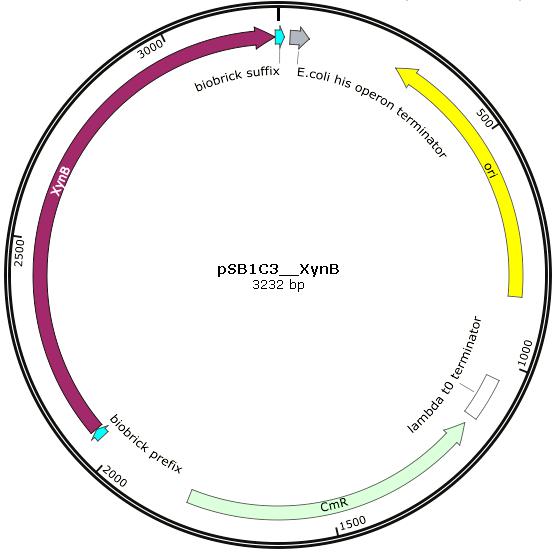 3000
biobrick suffix
E.coli his operon terminator
500
ori
XynB
2500
pSB1C3__XynB
3232 bp
1000
lambda t0 terminator
biobrick prefix
2000
CmR
1500